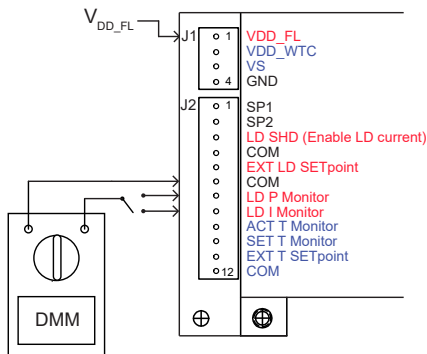 V DD_FL
J1 1 VDD_FL
VDD_WTC
VS
4 GND
J2 1 SP1
SP2
LD SHD (Enable LD current)
COM
EXT LD SETpoint
COM
LD P Monitor
LD I Monitor
ACT T Monitor
SET T Monitor
EXT T SETpoint
12 COM
DMM